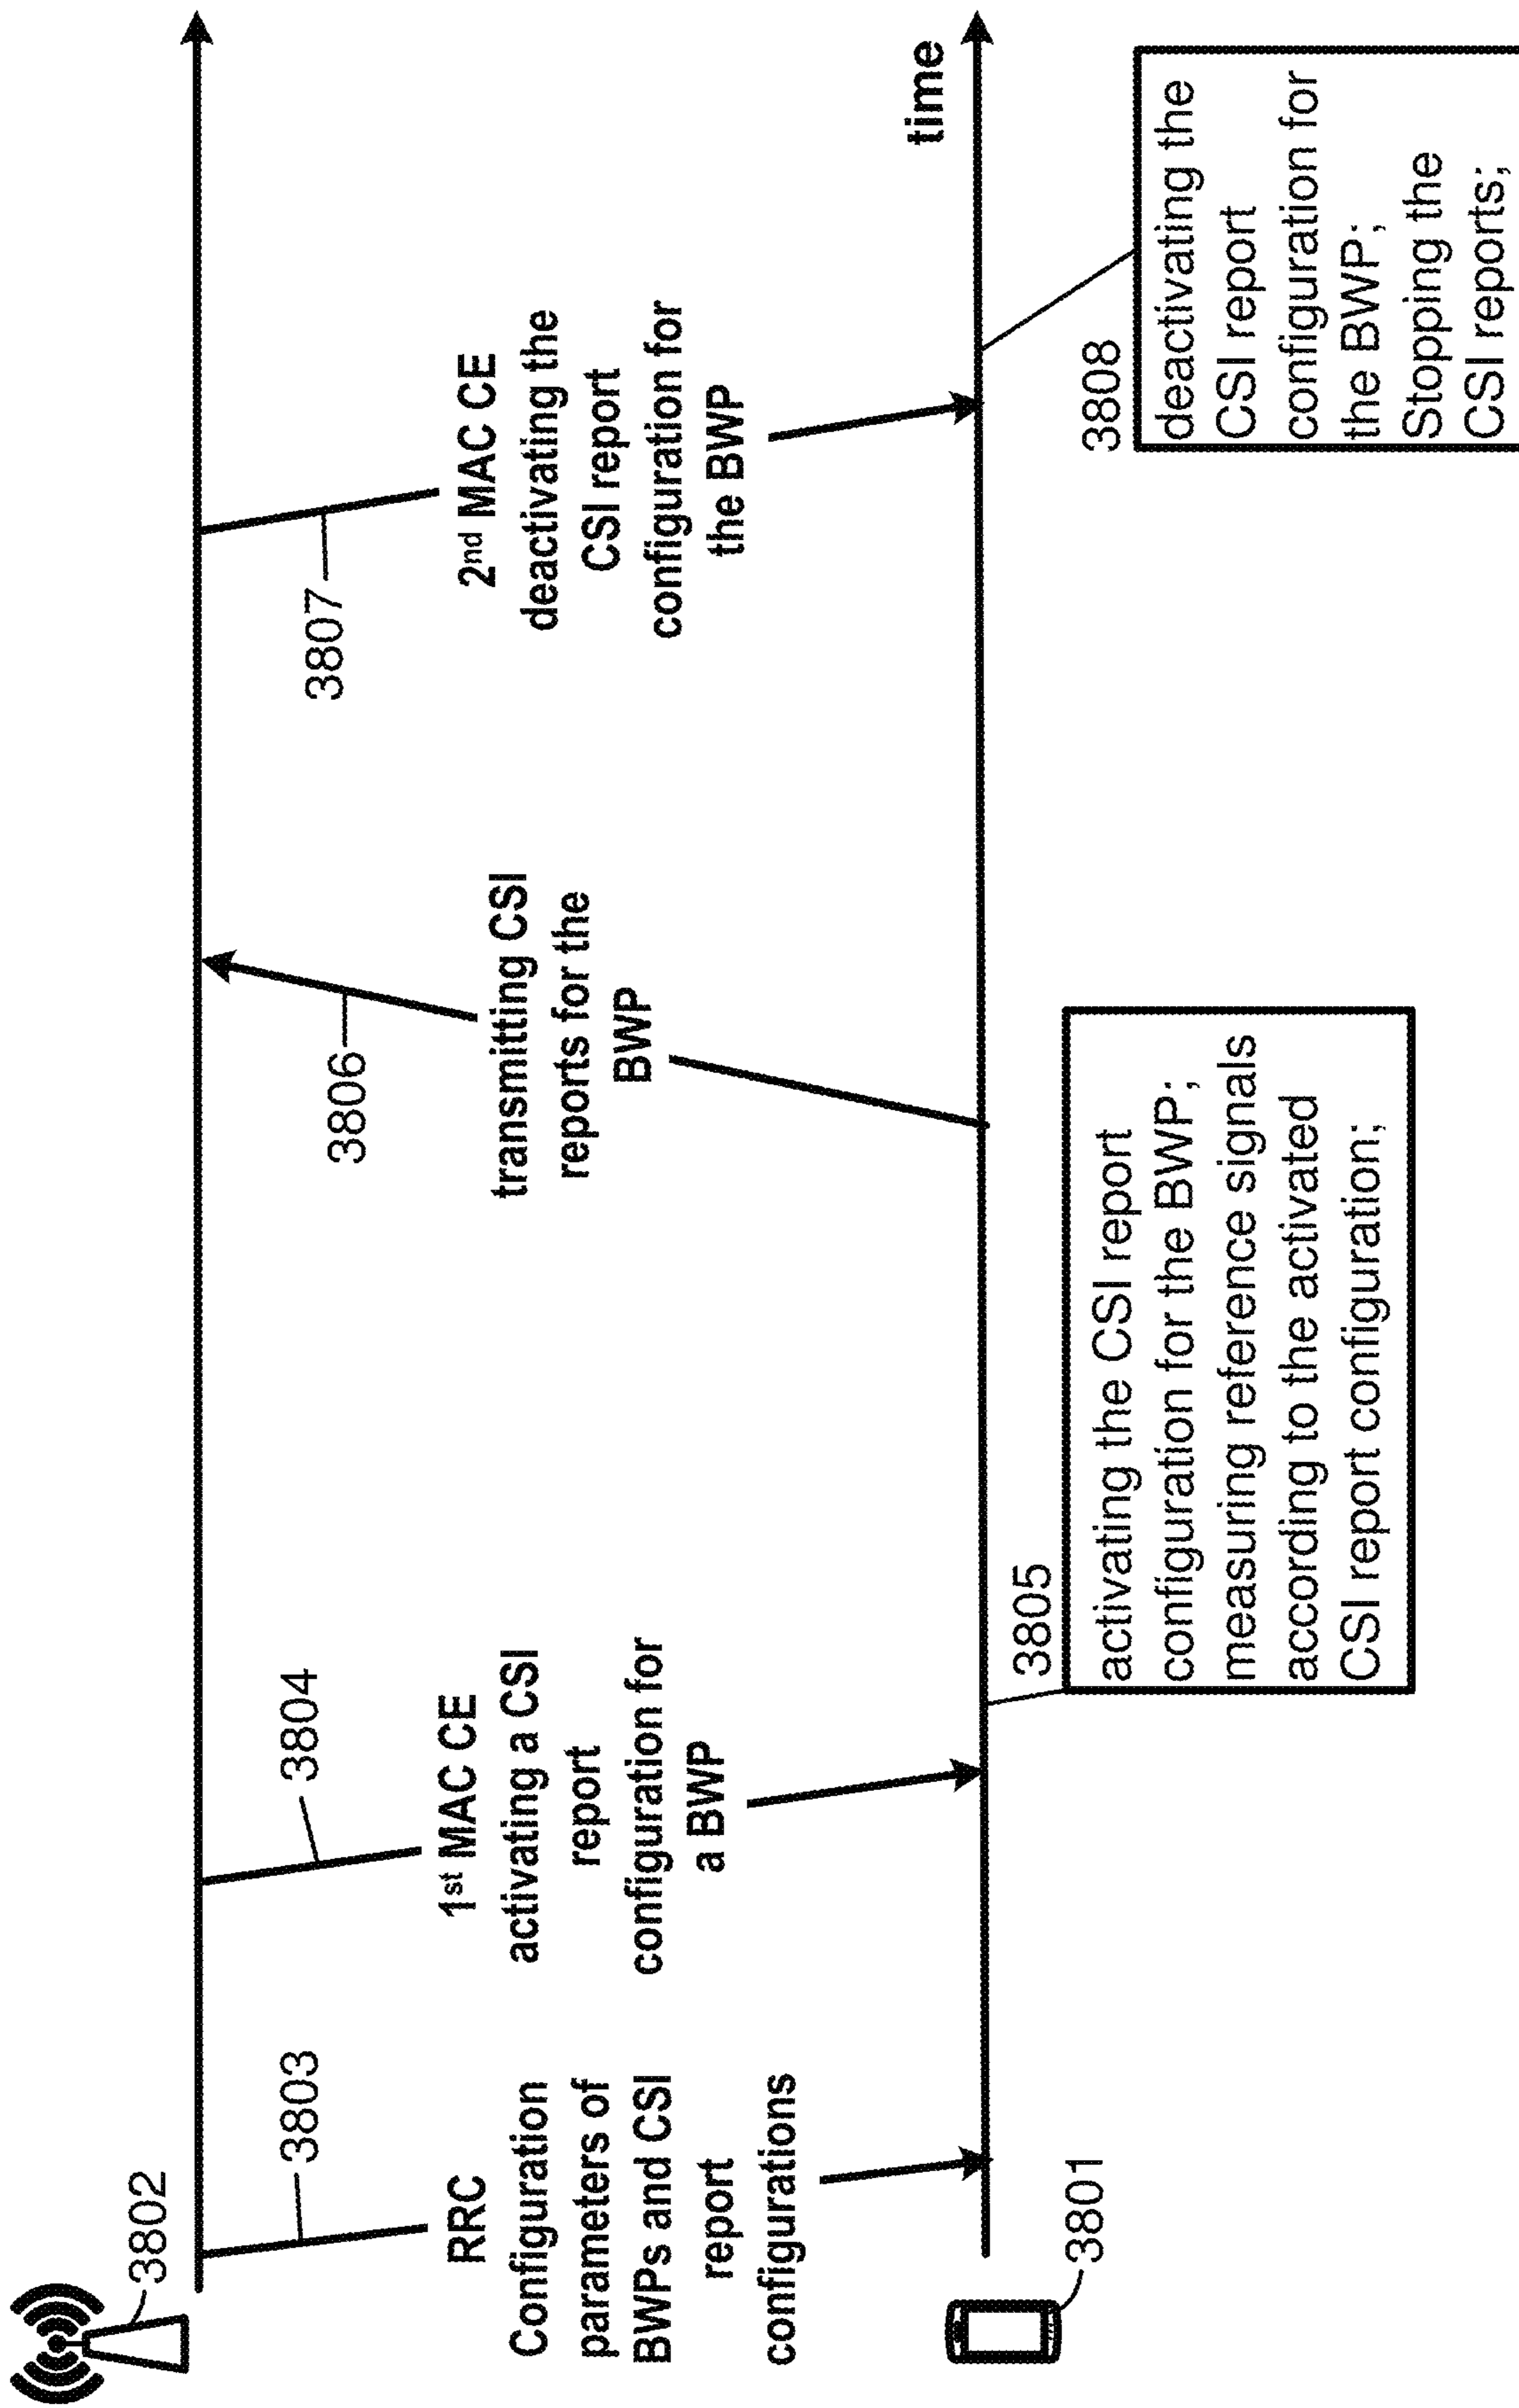 3802
3803
RRC
Configuration
parameters of
BWPs and CSI
report
configurations
3801
3804
1st MAC CE
activating a CSI
report
configuration for
a BWP
3805
activating the CSI report
configuration for the BWP;
measuring reference signals
according to the activated
CSI report configuration;
3806
transmitting CSI
reports for the
BWP
3807
2nd MAC CE
deactivating the
CSI report
configuration for
the BWP
time
3808
deactivating the
CSI report
configuration for
the BWP;
Stopping the
CSI reports;